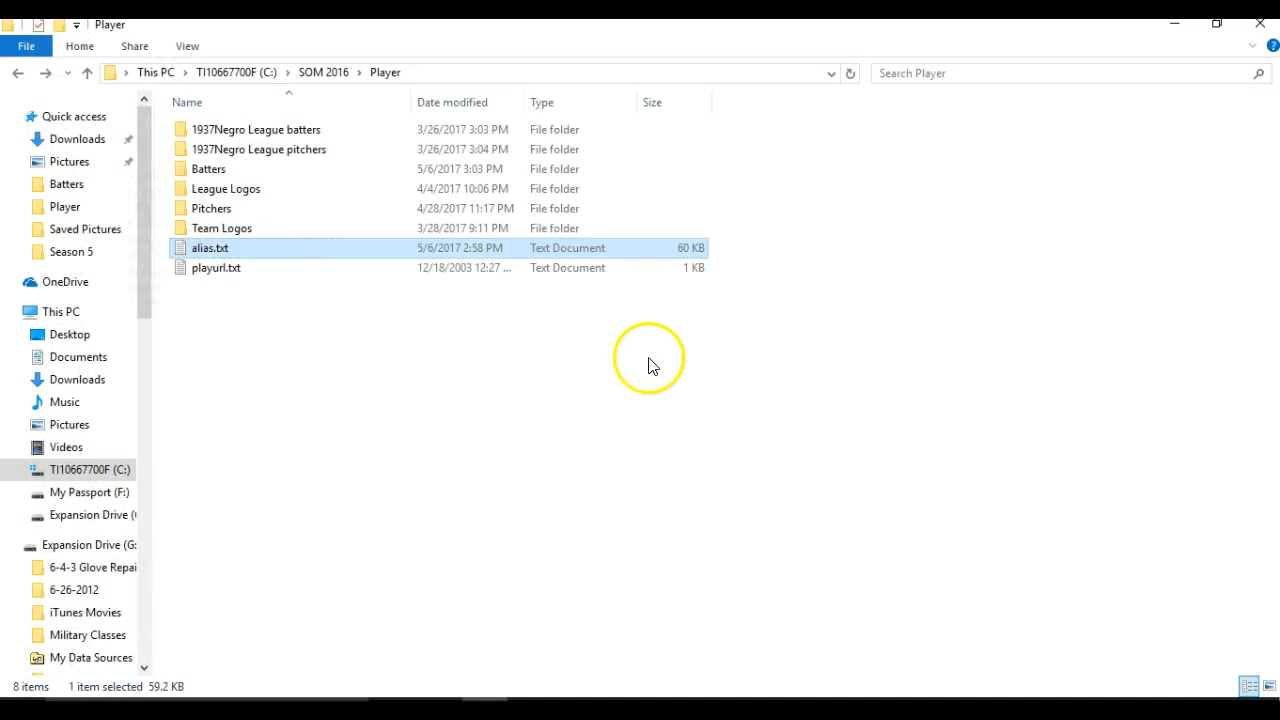 Player
File Home Share View
This PC > TI10667700F (C:) > SOM 2016 > Player
Search Player
Name Date modified Type Size
1937Negro League batters 3/26/2017 3:03 PM File folder
1937Negro League pitchers 3/26/2017 3:04 PM File folder
Batters 5/6/2017 3:03 PM File folder
League Logos 4/4/2017 10:06 PM File folder
Pitchers 4/28/2017 11:17 PM File folder
Team Logos 3/28/2017 9:11 PM File folder
alias.txt 5/6/2017 2:58 PM Text Document 60 KB
playurl.txt 12/18/2003 12:27 ... Text Document 1 KB
Quick access
Downloads
Pictures
Batters
Player
Saved Pictures
Season 5
OneDrive
This PC
Desktop
Documents
Downloads
Music
Pictures
Videos
TI10667700F (C:)
My Passport (F:)
Expansion Drive (
Expansion Drive (G:
6-4-3 Glove Repai
6-26-2012
iTunes Movies
Military Classes
My Data Sources
8 items 1 item selected 59.2 KB